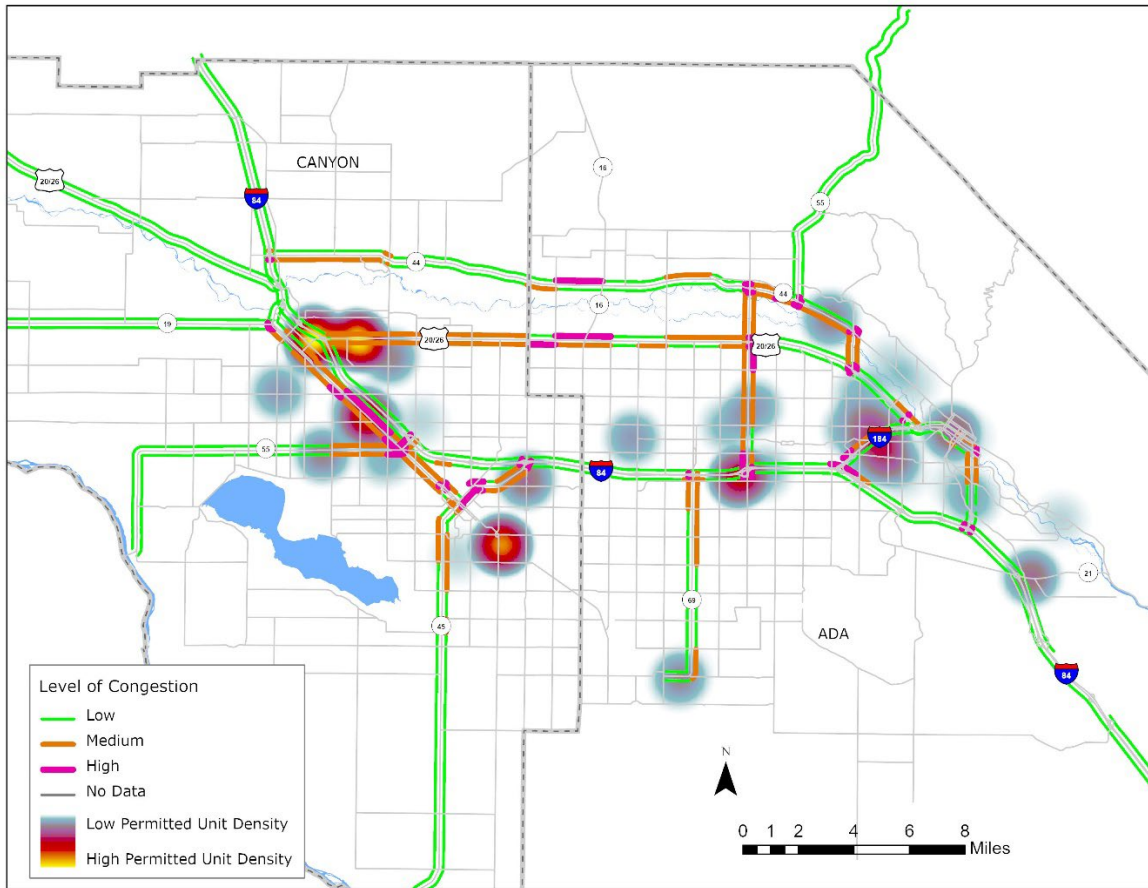 CANYON
16
20/26
84
55
44
44
16
19
20/26
20/26
184
55
84
21
69
45
ADA
84
Level of Congestion
Low
Medium
High
No Data
Low Permitted Unit Density
High Permitted Unit Density
N
0 1 2 4 6 8
Miles